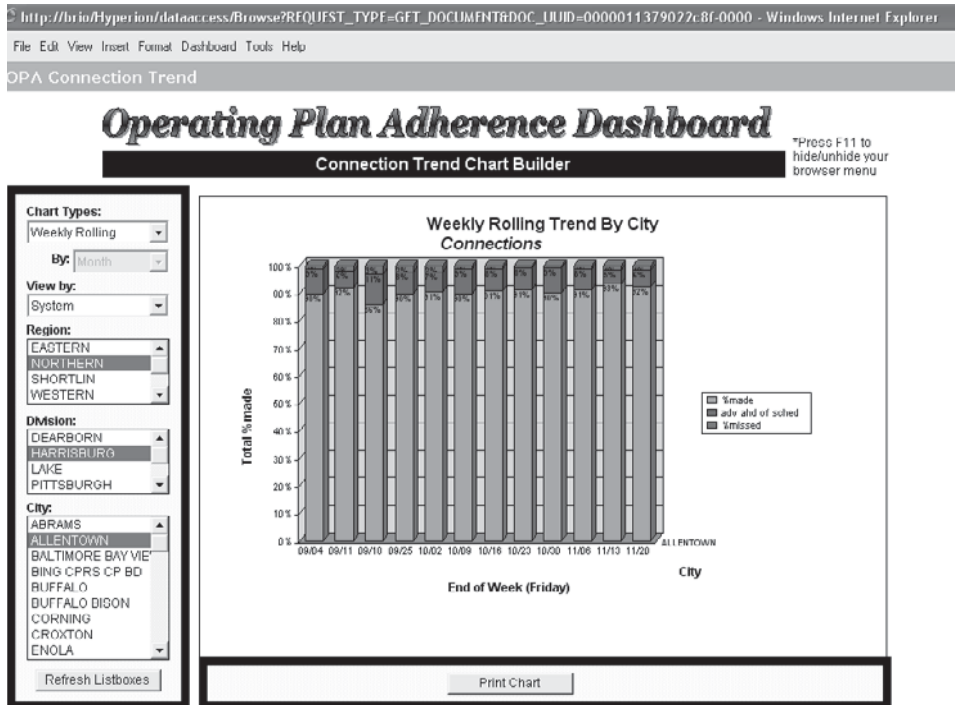 http://brio/Hyperion/dataaccess/Browse?REQUEST_TYPE=GET_DOCUMENT&DOC_UUID=0000011379022c8f-0000 - Windows Internet Explorer
File Edit View Insert Format Dashboard Tools Help
OPA Connection Trend
Operating Plan Adherence Dashboard
Connection Trend Chart Builder
*Press F11 to
hide/unhide your
browser menu
Chart Types:
Weekly Rolling
By: Month
View by:
System
Region:
EASTERN
NORTHERN
SHORTLIN
WESTERN
Division:
DEARBORN
HARRISBURG
LAKE
PITTSBURGH
City:
ABRAMS
ALLENTOWN
BALTIMORE BAY VIE
BING CPRS CP BD
BUFFALO
BUFFALO BISON
CORNING
CROXTON
ENOLA
Refresh Listboxes
Weekly Rolling Trend By City
Connections
Total %made
100 %
90 %
80 %
70 %
60 %
50 %
40 %
30 %
20 %
10 %
0 %
09/04 09/11 09/25 10/02 10/09 10/16 10/23 10/30 11/06 11/13 11/20
ALLENTOWN
City
End of Week (Friday)
%made
adv ahd of sched
%missed
Print Chart